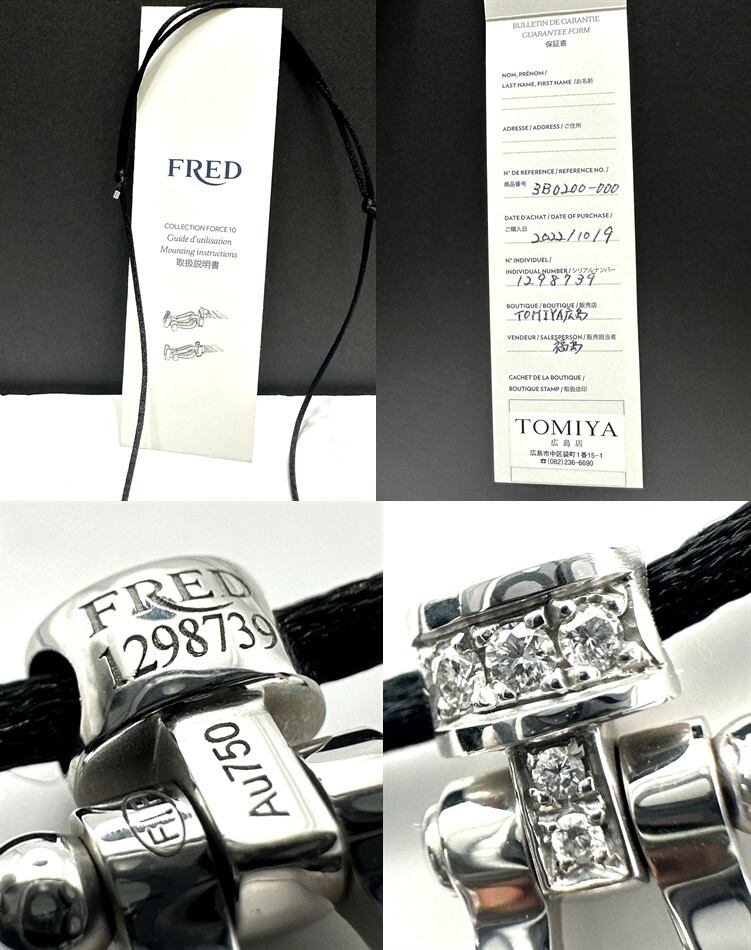 FRED
COLLECTION FORCE 10
Guide d'utilisation
Mounting instructions
取扱説明書
BULLETIN DE GARANTIE
GUARANTEE FORM
保証書
NOM, PRÉNOM /
LAST NAME, FIRST NAME /お名前
ADRESSE / ADDRESS / ご住所
N° DE REFERENCE / REFERENCE NO. /
商品番号 3B0200-000
DATE D'ACHAT / DATE OF PURCHASE /
ご購入日 2022/10/9
N° INDIVIDUEL /
INDIVIDUAL NUMBER / シリアルナンバー
1298739
BOUTIQUE / BOUTIQUE / 販売店
TOMIYA広島
VENDEUR / SALESPERSON / 販売担当者
福島
CACHET DE LA BOUTIQUE /
BOUTIQUE STAMP / 取扱店印
TOMIYA
広島店
広島市中区袋町1番15-1
☎(082)236-6690
FRED
1298739
Au750